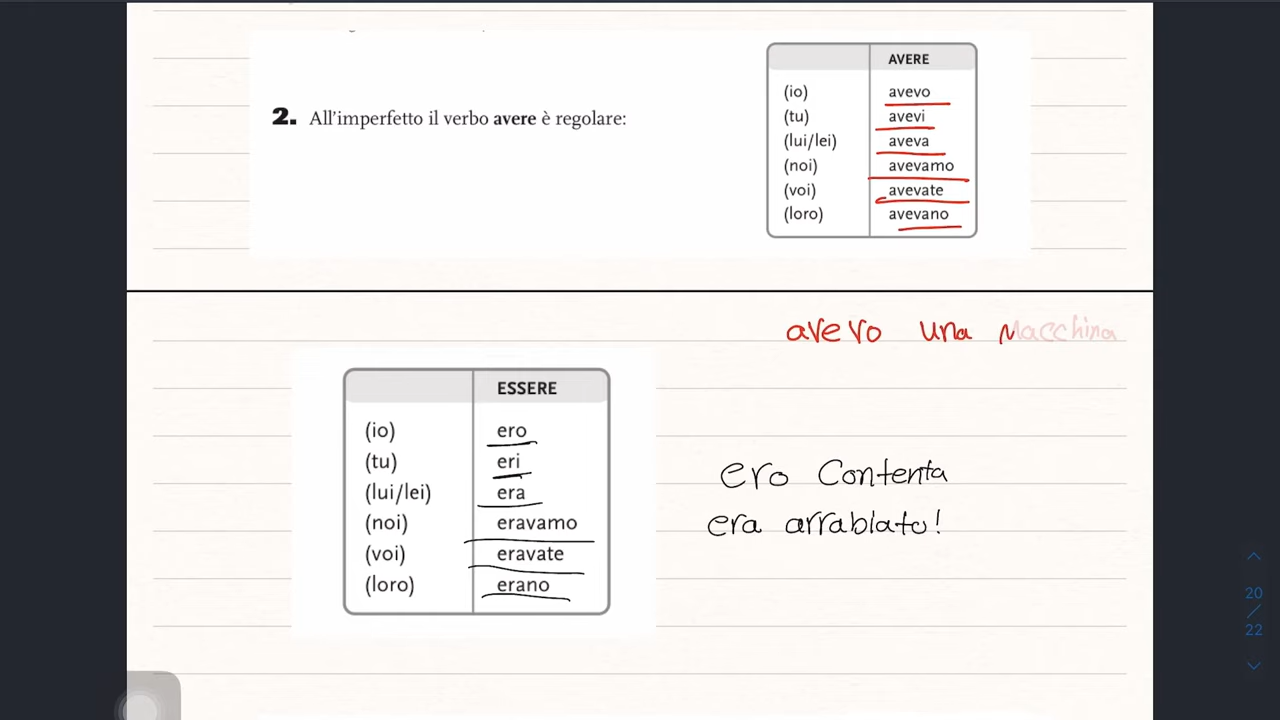 2. All'imperfetto il verbo avere è regolare:
AVERE
(io) avevo
(tu) avevi
(lui/lei) aveva
(noi) avevamo
(voi) avevate
(loro) avevano
avevo una macchina
ESSERE
(io) ero
(tu) eri
(lui/lei) era
(noi) eravamo
(voi) eravate
(loro) erano
ero Contenta
era arrabiato!
20
/
22